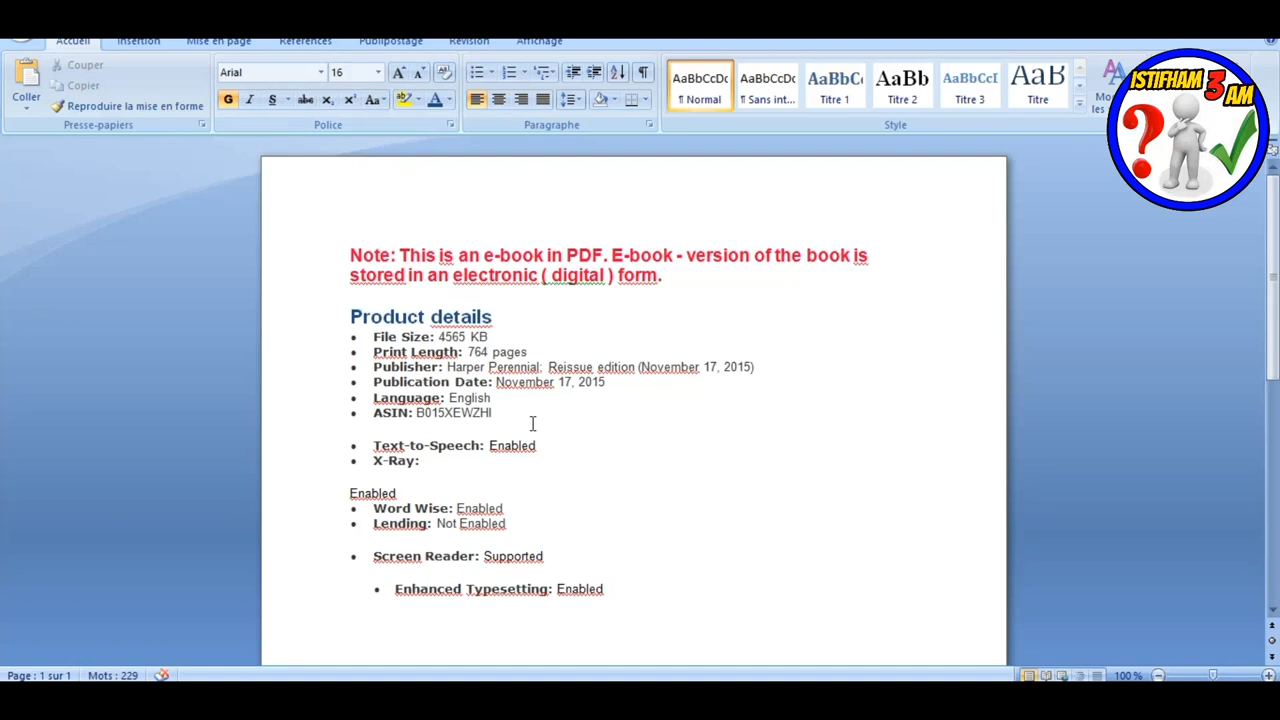 Accueil Insertion Mise en page Références Publipostage Révision Affichage
Couper
Copier
Reproduire la mise en forme
Coller
Presse-papiers
Arial 16
G I S abc x₂ x² Aa
Police
Paragraphe
AaBbCcDc AaBbCcDc AaBbCc AaBb AaBbCcI AaB
¶ Normal ¶ Sans int... Titre 1 Titre 2 Titre 3 Titre
Style
ISTIFHAM 3 AM
Note: This is an e-book in PDF. E-book - version of the book is
stored in an electronic ( digital ) form.
Product details
• File Size: 4565 KB
• Print Length: 764 pages
• Publisher: Harper Perennial; Reissue edition (November 17, 2015)
• Publication Date: November 17, 2015
• Language: English
• ASIN: B015XEWZHI
• Text-to-Speech: Enabled
• X-Ray:
Enabled
• Word Wise: Enabled
• Lending: Not Enabled
• Screen Reader: Supported
• Enhanced Typesetting: Enabled
Page : 1 sur 1 Mots : 229 100 %